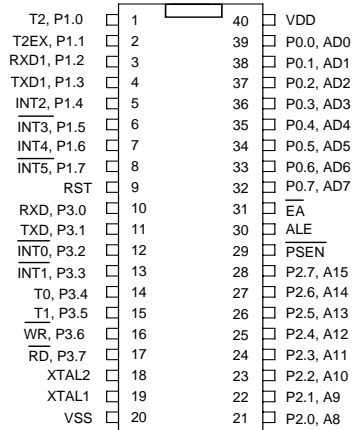 T2, P1.0 1 40 VDD
T2EX, P1.1 2 39 P0.0, AD0
RXD1, P1.2 3 38 P0.1, AD1
TXD1, P1.3 4 37 P0.2, AD2
INT2, P1.4 5 36 P0.3, AD3
INT3, P1.5 6 35 P0.4, AD4
INT4, P1.6 7 34 P0.5, AD5
INT5, P1.7 8 33 P0.6, AD6
RST 9 32 P0.7, AD7
RXD, P3.0 10 31 EA
TXD, P3.1 11 30 ALE
INT0, P3.2 12 29 PSEN
INT1, P3.3 13 28 P2.7, A15
T0, P3.4 14 27 P2.6, A14
T1, P3.5 15 26 P2.5, A13
WR, P3.6 16 25 P2.4, A12
RD, P3.7 17 24 P2.3, A11
XTAL2 18 23 P2.2, A10
XTAL1 19 22 P2.1, A9
VSS 20 21 P2.0, A8